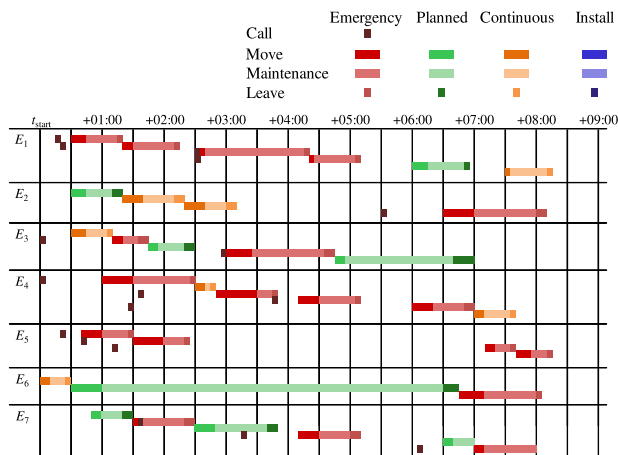 Emergency Planned Continuous Install
Call
Move
Maintenance
Leave
tstart +01:00 +02:00 +03:00 +04:00 +05:00 +06:00 +07:00 +08:00 +09:00
E1
E2
E3
E4
E5
E6
E7